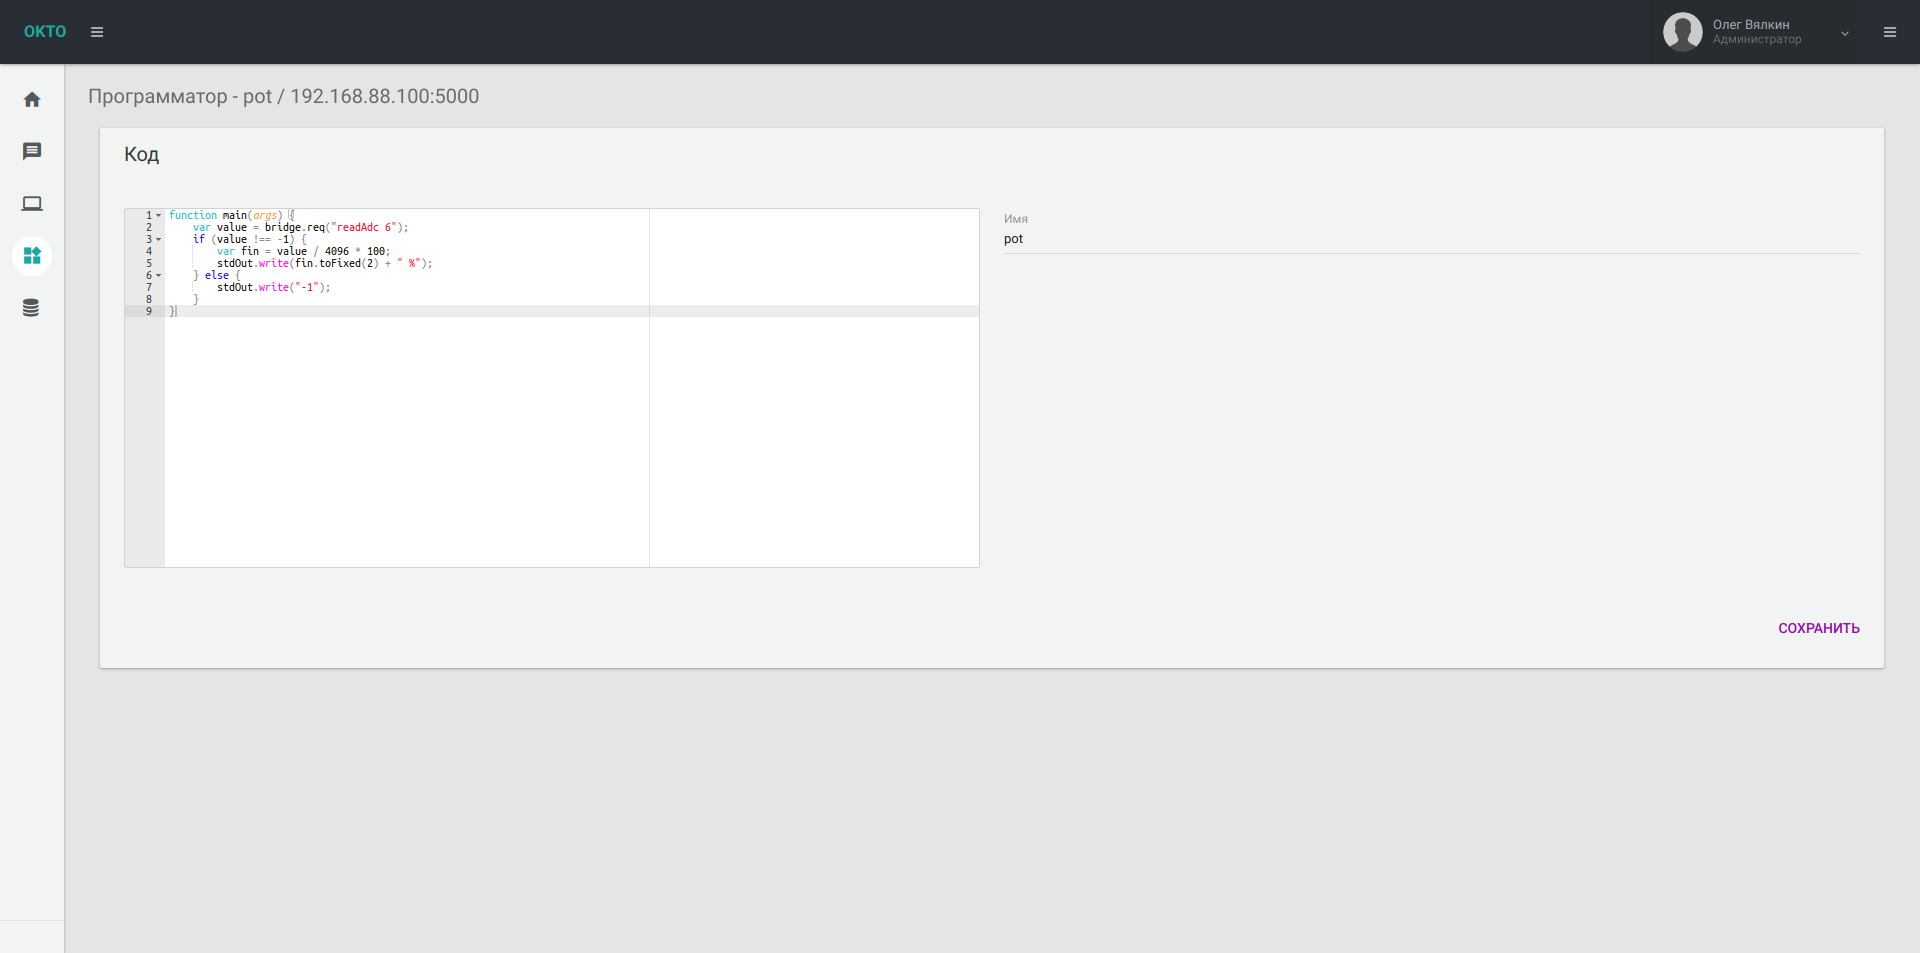 OKTO
Олег Вялкин
Администратор
Программатор - pot / 192.168.88.100:5000
Код
1 function main(args) {
2     var value = bridge.req("readAdc 6");
3     if (value !== -1) {
4         var fin = value / 4096 * 100;
5         stdOut.write(fin.toFixed(2) + " %");
6     } else {
7         stdOut.write("-1");
8     }
9 }
Имя
pot
СОХРАНИТЬ